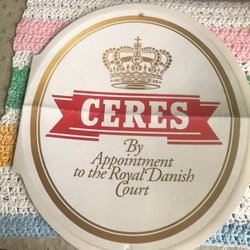 CERES
By
Appointment
to the Royal Danish
Court